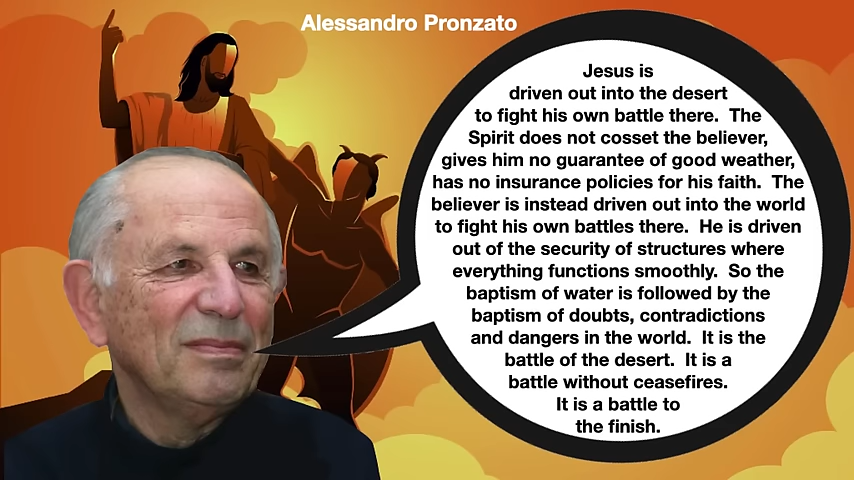 Alessandro Pronzato
Jesus is
driven out into the desert
to fight his own battle there.  The
Spirit does not cosset the believer,
gives him no guarantee of good weather,
has no insurance policies for his faith.  The
believer is instead driven out into the world
to fight his own battles there.  He is driven
out of the security of structures where
everything functions smoothly.  So the
baptism of water is followed by the
baptism of doubts, contradictions
and dangers in the world.  It is the
battle of the desert.  It is a
battle without ceasefires.
It is a battle to
the finish.